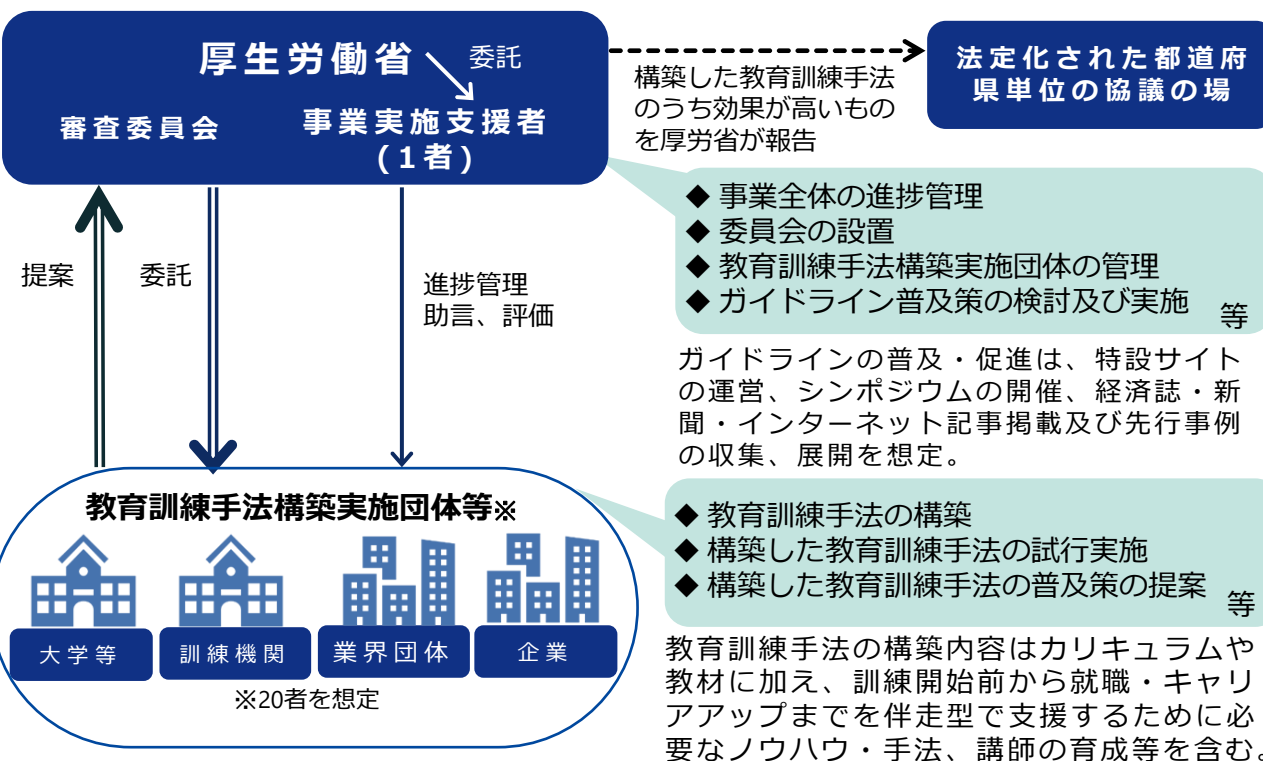 厚生労働省
委託
審査委員会
事業実施支援者
(1者)
構築した教育訓練手法
のうち効果が高いもの
を厚労省が報告
法定化された都道府
県単位の協議の場
◆ 事業全体の進捗管理
◆ 委員会の設置
◆ 教育訓練手法構築実施団体の管理
◆ ガイドライン普及策の検討及び実施
等
提案
委託
進捗管理
助言、評価
ガイドラインの普及・促進は、特設サイト
の運営、シンポジウムの開催、経済誌・新
聞・インターネット記事掲載及び先行事例
の収集、展開を想定。
教育訓練手法構築実施団体等※
大学等
訓練機関
業界団体
企業
※20者を想定
◆ 教育訓練手法の構築
◆ 構築した教育訓練手法の試行実施
◆ 構築した教育訓練手法の普及策の提案
等
教育訓練手法の構築内容はカリキュラムや
教材に加え、訓練開始前から就職・キャリ
アアップまでを伴走型で支援するために必
要なノウハウ・手法、講師の育成等を含む。